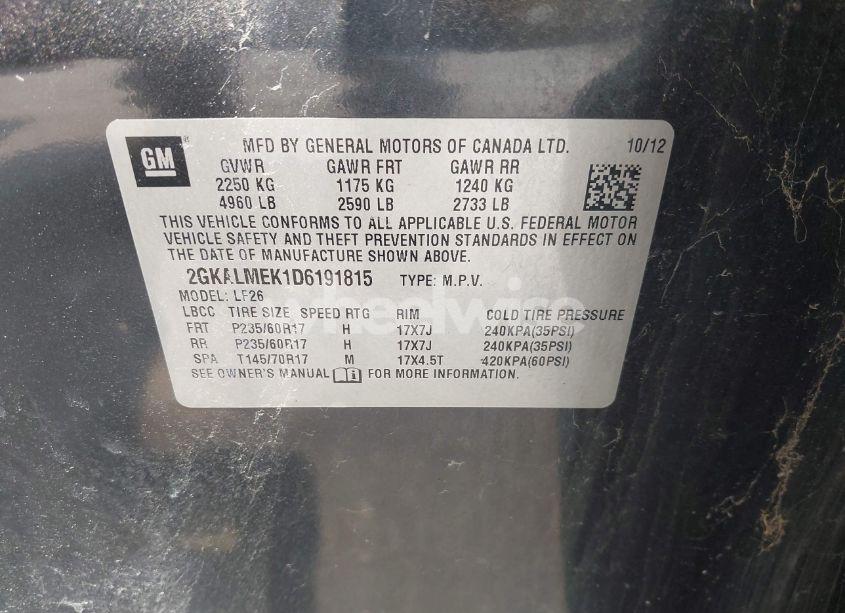 GM
MFD BY GENERAL MOTORS OF CANADA LTD. 10/12
GVWR GAWR FRT GAWR RR
2250 KG 1175 KG 1240 KG
4960 LB 2590 LB 2733 LB
THIS VEHICLE CONFORMS TO ALL APPLICABLE U.S. FEDERAL MOTOR
VEHICLE SAFETY AND THEFT PREVENTION STANDARDS IN EFFECT ON
THE DATE OF MANUFACTURE SHOWN ABOVE.
2GKALMEK1D6191815 TYPE: M.P.V.
MODEL: LF26
LBCC TIRE SIZE SPEED RTG RIM COLD TIRE PRESSURE
FRT P235/60R17 H 17X7J 240KPA(35PSI)
RR P235/60R17 H 17X7J 240KPA(35PSI)
SPA T145/70R17 M 17X4.5T 420KPA(60PSI)
SEE OWNER'S MANUAL FOR MORE INFORMATION.
wheelwise